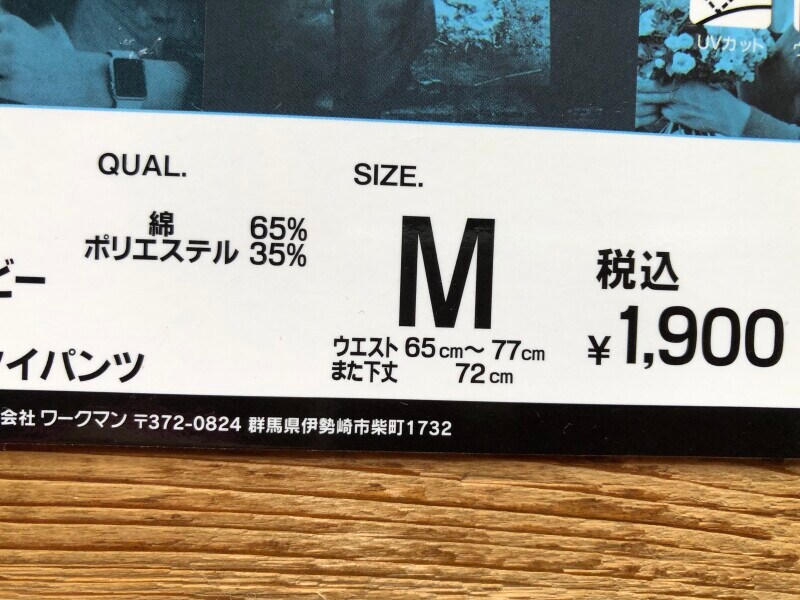 UVカット
QUAL.
SIZE.
綿 65%
ポリエステル 35%
M
税込
¥1,900
ビー
イパンツ
ウエスト 65cm~77cm
また下丈 72cm
会社 ワークマン 〒372-0824 群馬県伊勢崎市柴町1732